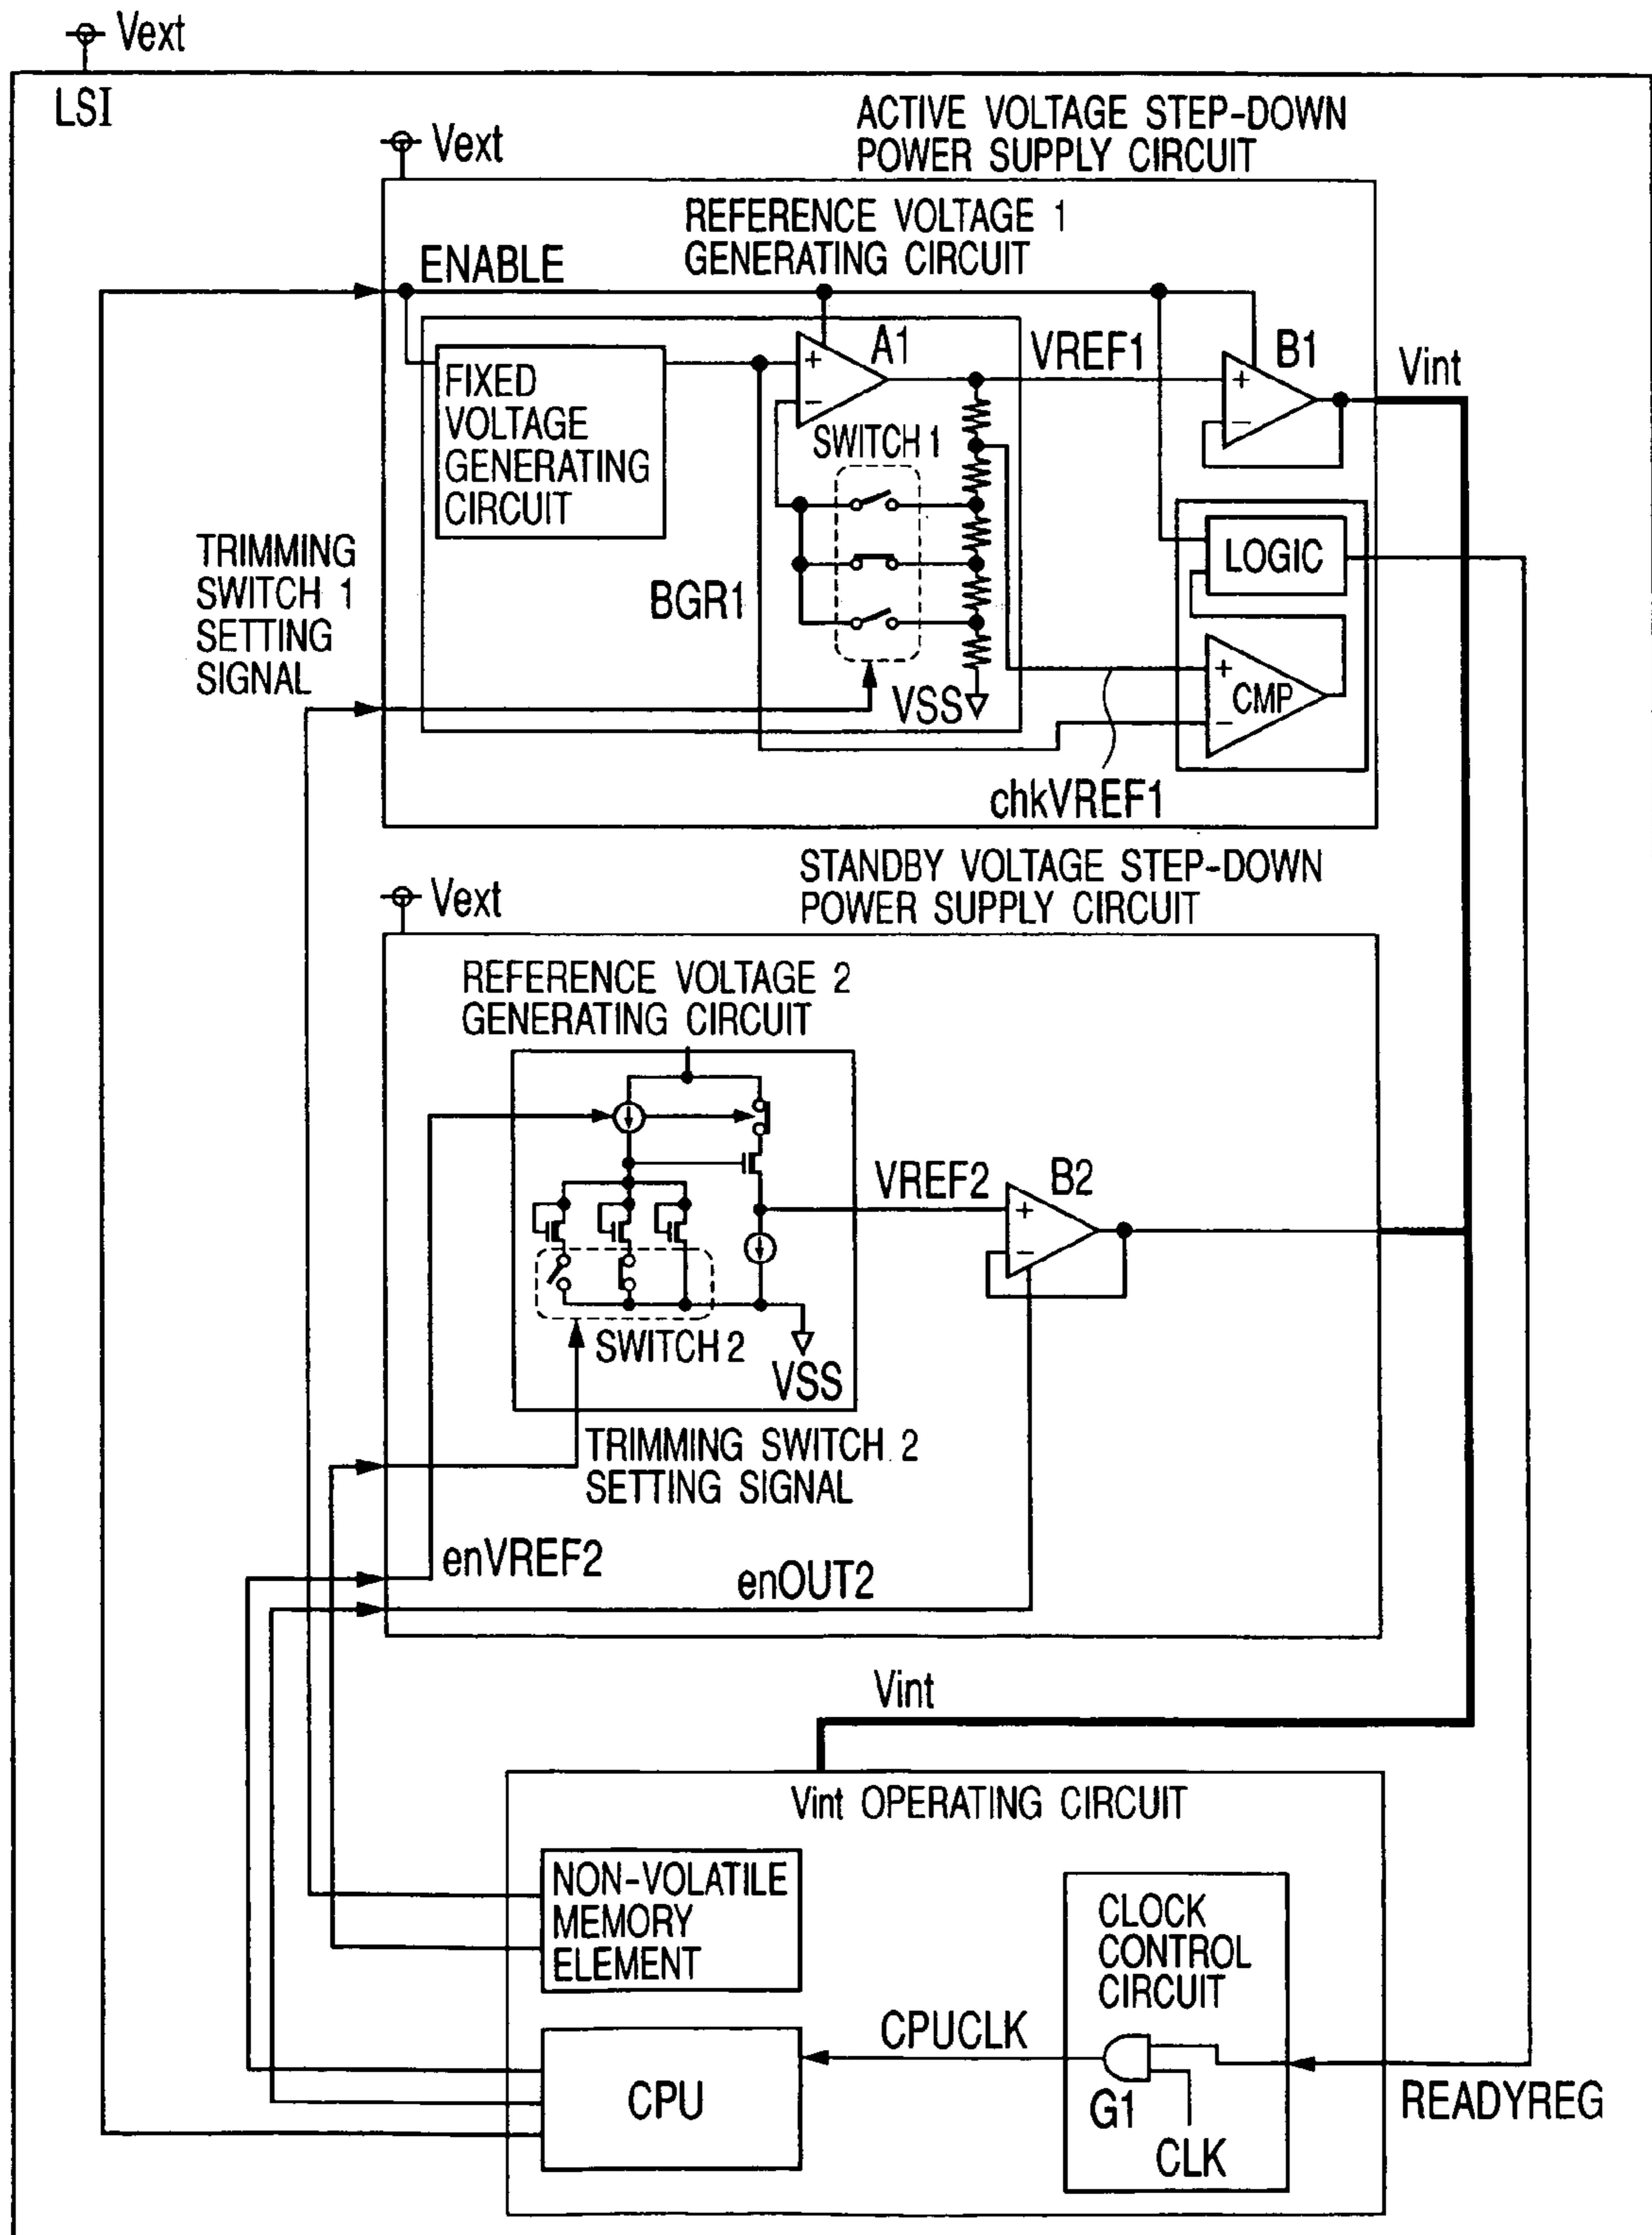 Vext
LSI
ACTIVE VOLTAGE STEP-DOWN
POWER SUPPLY CIRCUIT
Vext
REFERENCE VOLTAGE 1
GENERATING CIRCUIT
ENABLE
A1
VREF1
B1
Vint
+
−
+
−
FIXED
VOLTAGE
GENERATING
CIRCUIT
SWITCH 1
LOGIC
TRIMMING
SWITCH 1
SETTING
SIGNAL
BGR1
VSS
+
CMP
−
chkVREF1
STANDBY VOLTAGE STEP-DOWN
POWER SUPPLY CIRCUIT
Vext
REFERENCE VOLTAGE 2
GENERATING CIRCUIT
VREF2
B2
+
−
SWITCH 2
VSS
TRIMMING SWITCH 2
SETTING SIGNAL
enVREF2
enOUT2
Vint
Vint OPERATING CIRCUIT
NON-VOLATILE
MEMORY
ELEMENT
CLOCK
CONTROL
CIRCUIT
CPUCLK
CPU
G1
CLK
READYREG